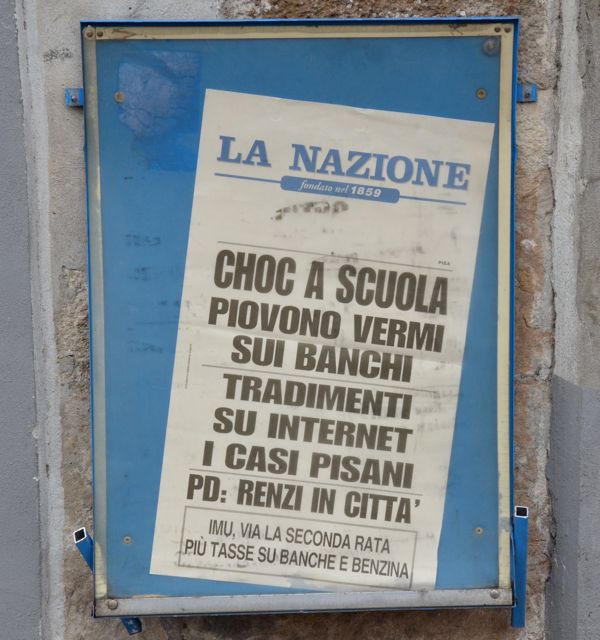 LA NAZIONE
fondato nel 1859
PISA
CHOC A SCUOLA
PIOVONO VERMI
SUI BANCHI
TRADIMENTI
SU INTERNET
I CASI PISANI
PD: RENZI IN CITTA'
IMU, VIA LA SECONDA RATA
PIÙ TASSE SU BANCHE E BENZINA